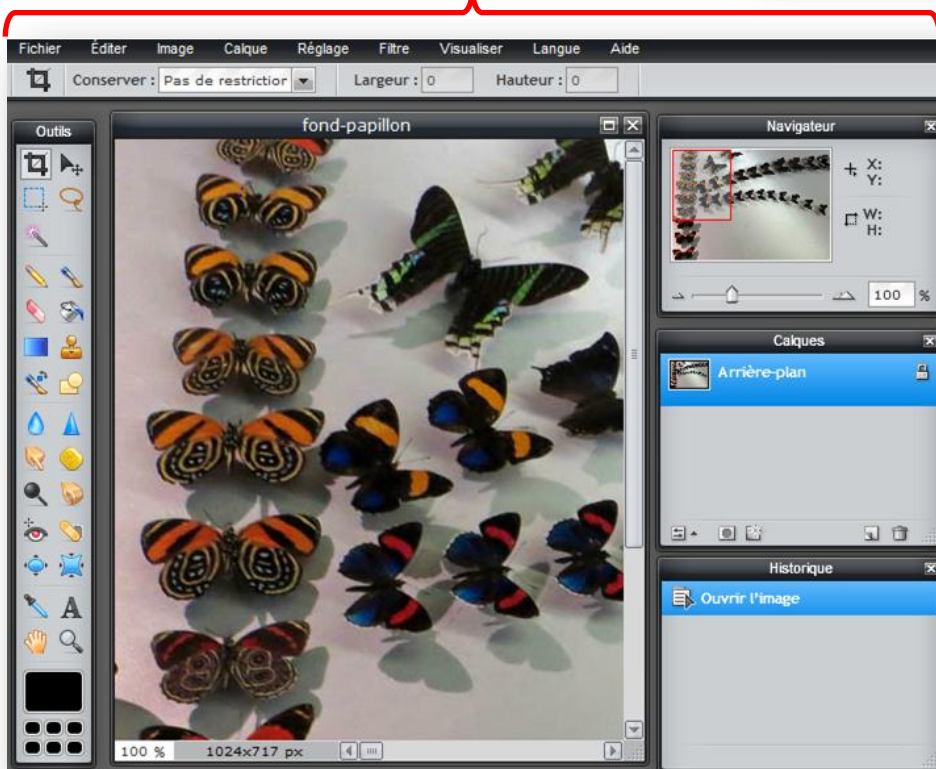 Fichier Éditer Image Calque Réglage Filtre Visualiser Langue Aide
Conserver : Pas de restriction Largeur : 0 Hauteur : 0
Outils
fond-papillon
100 % 1024x717 px
Navigateur
X:
Y:
W:
H:
100 %
Calques
Arrière-plan
Historique
Ouvrir l'image